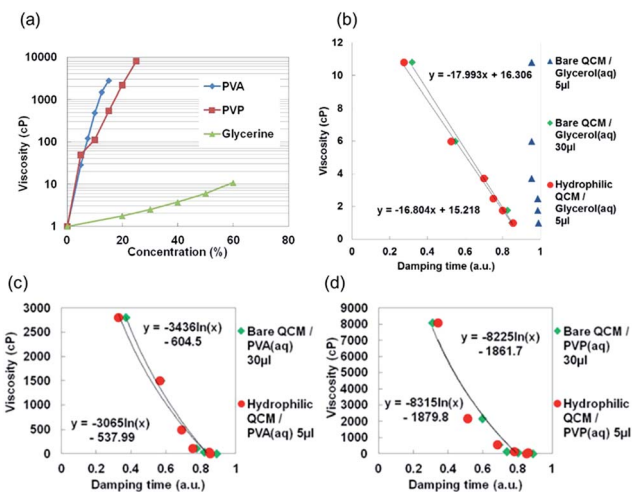 (a)
10000
1000
100
10
1
0
20
40
60
80
Viscosity (cP)
Concentration (%)
PVA
PVP
Glycerine
(b)
12
10
8
6
4
2
0
0
0.2
0.4
0.6
0.8
1
Viscosity (cP)
Damping time (a.u.)
y = -17.993x + 16.306
y = -16.804x + 15.218
Bare QCM /
Glycerol(aq)
5µl
Bare QCM /
Glycerol(aq)
30µl
Hydrophilic
QCM /
Glycerol(aq)
5µl
(c)
3000
2500
2000
1500
1000
500
0
0
0.2
0.4
0.6
0.8
1
Viscosity (cP)
Damping time (a.u.)
y = -3436ln(x)
- 604.5
y = -3065ln(x)
- 537.99
Bare QCM /
PVA(aq)
30µl
Hydrophilic
QCM /
PVA(aq) 5µl
(d)
9000
8000
7000
6000
5000
4000
3000
2000
1000
0
0
0.2
0.4
0.6
0.8
1
Viscosity (cP)
Damping time (a.u.)
y = -8225ln(x)
- 1861.7
y = -8315ln(x)
- 1879.8
Bare QCM /
PVP(aq)
30µl
Hydrophilic
QCM /
PVP(aq) 5µl